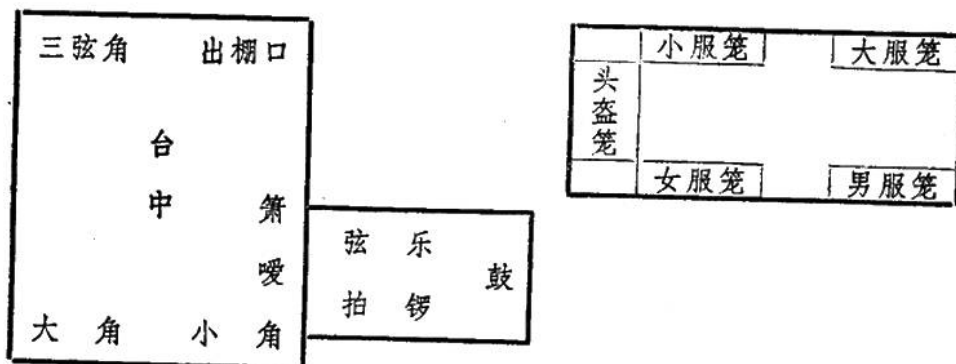 三弦角 出棚口
台
中
箫
嗳
大角 小角
弦乐
拍锣
鼓
小服笼 大服笼
头盔笼
女服笼 男服笼